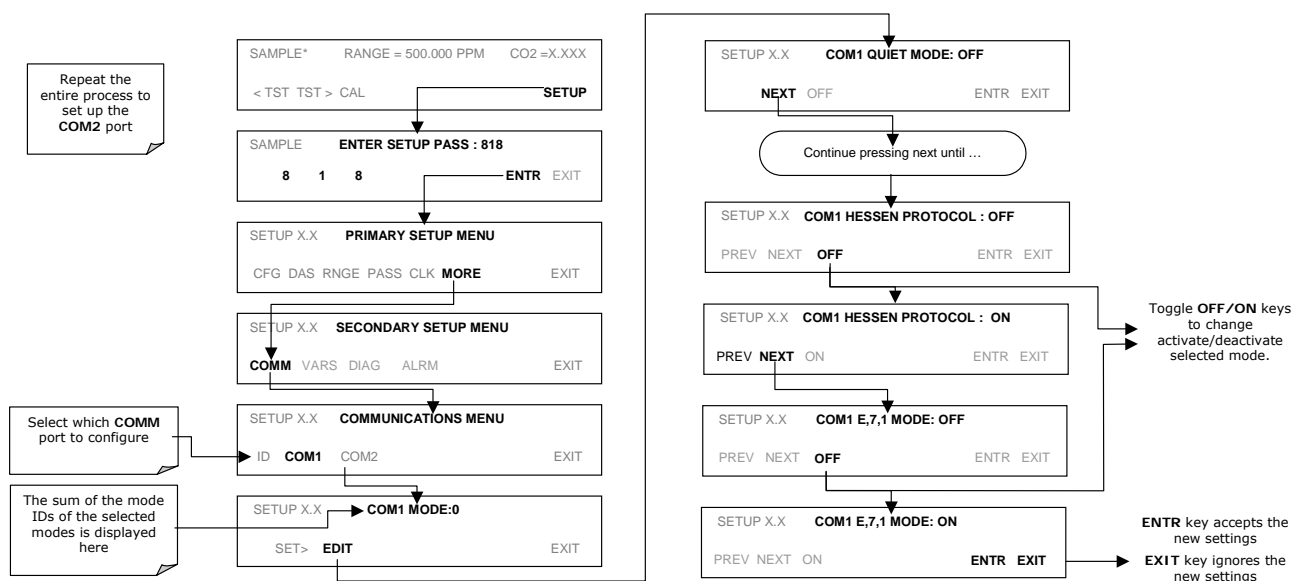 Repeat the
entire process to
set up the
COM2 port
SAMPLE* RANGE = 500.000 PPM CO2 =X.XXX
< TST TST > CAL SETUP
SAMPLE ENTER SETUP PASS : 818
8 1 8 ENTR EXIT
SETUP X.X PRIMARY SETUP MENU
CFG DAS RNGE PASS CLK MORE EXIT
SETUP X.X SECONDARY SETUP MENU
COMM VARS DIAG ALRM EXIT
Select which COMM
port to configure
SETUP X.X COMMUNICATIONS MENU
ID COM1 COM2 EXIT
The sum of the mode
IDs of the selected
modes is displayed
here
SETUP X.X COM1 MODE:0
SET> EDIT EXIT
SETUP X.X COM1 QUIET MODE: OFF
NEXT OFF ENTR EXIT
Continue pressing next until …
SETUP X.X COM1 HESSEN PROTOCOL : OFF
PREV NEXT OFF ENTR EXIT
SETUP X.X COM1 HESSEN PROTOCOL : ON
PREV NEXT ON ENTR EXIT
Toggle OFF/ON keys
to change
activate/deactivate
selected mode.
SETUP X.X COM1 E,7,1 MODE: OFF
PREV NEXT OFF ENTR EXIT
SETUP X.X COM1 E,7,1 MODE: ON
PREV NEXT ON ENTR EXIT
ENTR key accepts the
new settings
EXIT key ignores the
new settings